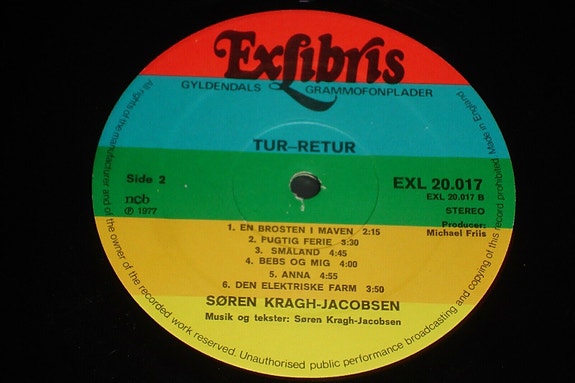 ExLibris
GYLDENDALS GRAMMOFONPLADER
TUR–RETUR
Side 2
EXL 20.017
EXL 20.017 B
ncb
℗ 1977
STEREO
Producer:
Michael Friis
1. EN BROSTEN I MAVEN 2:15
2. FUGTIG FERIE 3:30
3. SMÅLAND 4:45
4. BEBS OG MIG 4:00
5. ANNA 4:55
6. DEN ELEKTRISKE FARM 3:50
SØREN KRAGH-JACOBSEN
Musik og tekster: Søren Kragh-Jacobsen
All rights of the manufacturer and of the owner of the recorded work reserved. Unauthorised public performance broadcasting and copying of this record prohibited. Made in England